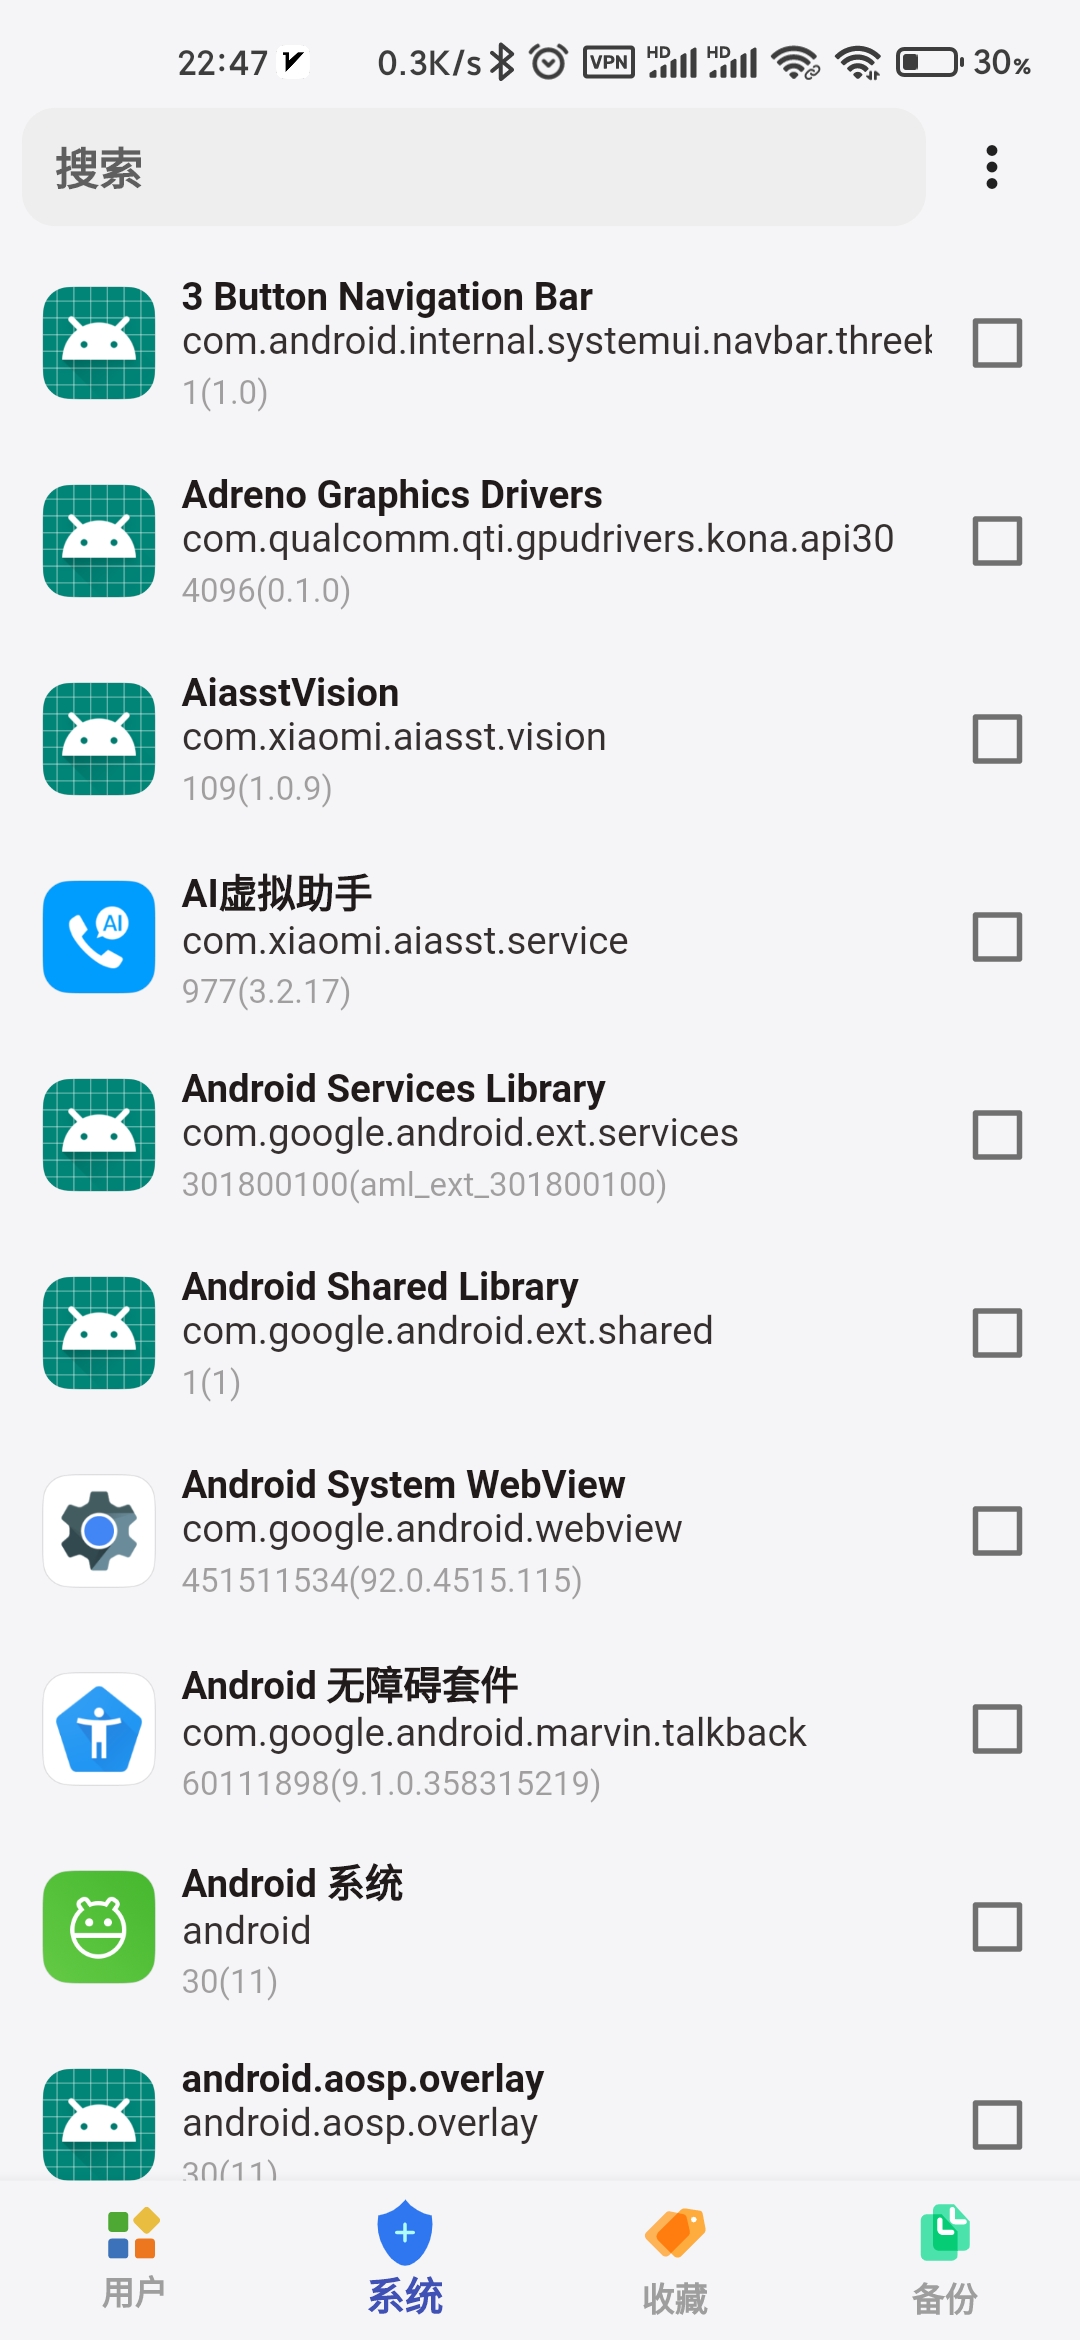 22:47 0.3K/s VPN HD HD 30%
搜索
3 Button Navigation Bar
com.android.internal.systemui.navbar.threeb
1(1.0)
Adreno Graphics Drivers
com.qualcomm.qti.gpudrivers.kona.api30
4096(0.1.0)
AiasstVision
com.xiaomi.aiasst.vision
109(1.0.9)
AI虚拟助手
AI
com.xiaomi.aiasst.service
977(3.2.17)
Android Services Library
com.google.android.ext.services
301800100(aml_ext_301800100)
Android Shared Library
com.google.android.ext.shared
1(1)
Android System WebView
com.google.android.webview
451511534(92.0.4515.115)
Android 无障碍套件
com.google.android.marvin.talkback
60111898(9.1.0.358315219)
Android 系统
android
30(11)
android.aosp.overlay
android.aosp.overlay
30(11)
用户 系统 收藏 备份